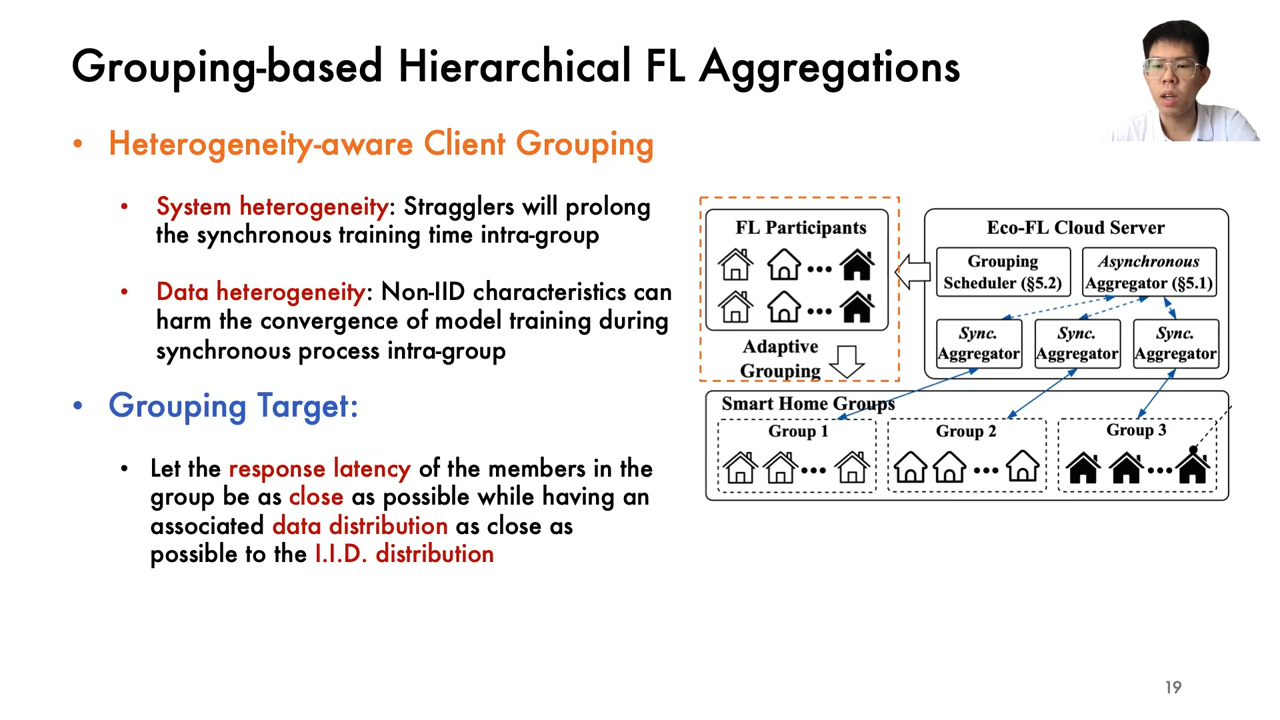 Grouping-based Hierarchical FL Aggregations
• Heterogeneity-aware Client Grouping
• System heterogeneity: Stragglers will prolong
the synchronous training time intra-group
• Data heterogeneity: Non-IID characteristics can
harm the convergence of model training during
synchronous process intra-group
• Grouping Target:
• Let the response latency of the members in the
group be as close as possible while having an
associated data distribution as close as
possible to the I.I.D. distribution
FL Participants
Adaptive
Grouping
Eco-FL Cloud Server
Grouping
Scheduler (§5.2)
Asynchronous
Aggregator (§5.1)
Sync.
Aggregator
Sync.
Aggregator
Sync.
Aggregator
Smart Home Groups
Group 1
Group 2
Group 3
19